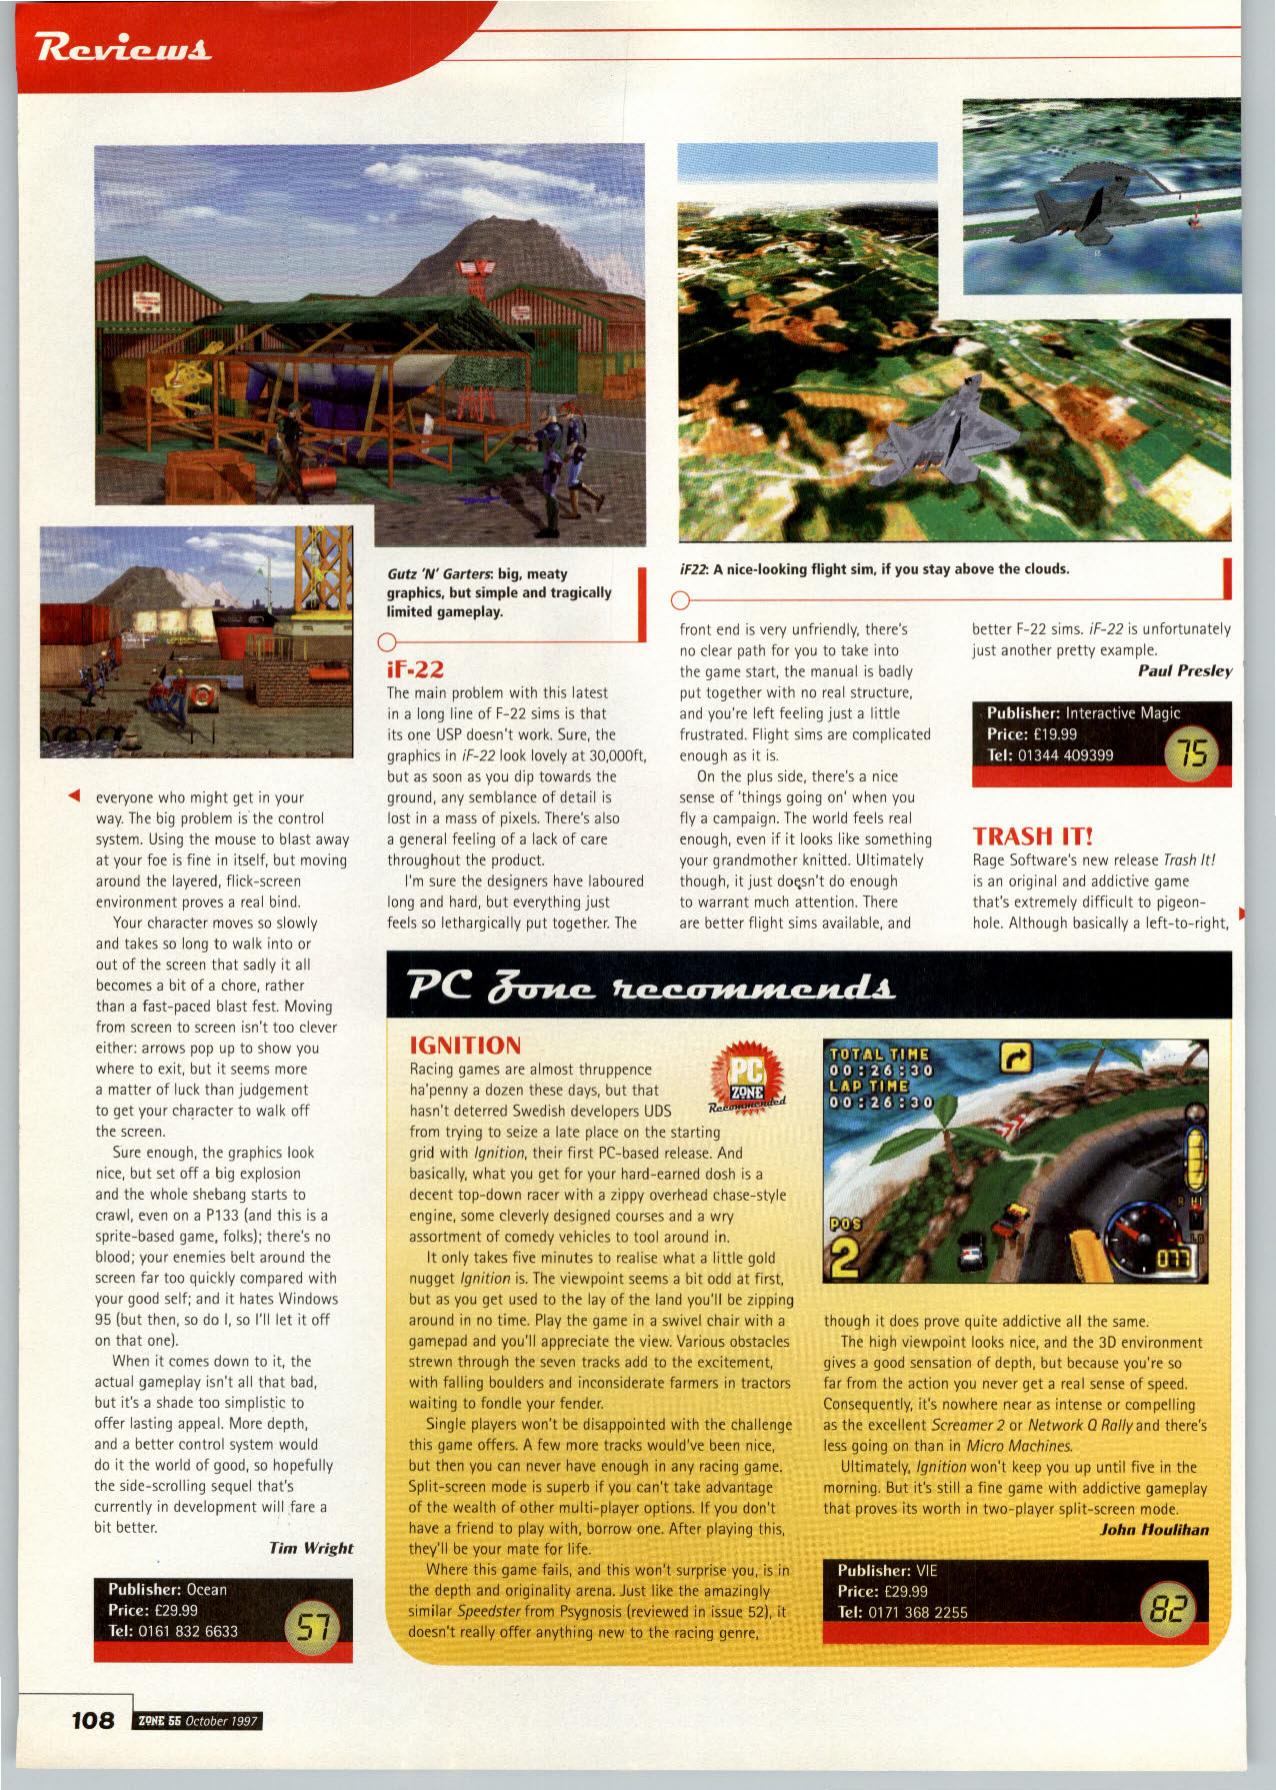 Reviews
Gutz 'N' Garters: big, meaty
graphics, but simple and tragically
limited gameplay.
iF22: A nice-looking flight sim, if you stay above the clouds.
everyone who might get in your
way. The big problem is the control
system. Using the mouse to blast away
at your foe is fine in itself, but moving
around the layered, flick-screen
environment proves a real bind.
Your character moves so slowly
and takes so long to walk into or
out of the screen that sadly it all
becomes a bit of a chore, rather
than a fast-paced blast fest. Moving
from screen to screen isn't too clever
either: arrows pop up to show you
where to exit, but it seems more
a matter of luck than judgement
to get your character to walk off
the screen.
Sure enough, the graphics look
nice, but set off a big explosion
and the whole shebang starts to
crawl, even on a P133 (and this is a
sprite-based game, folks); there's no
blood; your enemies belt around the
screen far too quickly compared with
your good self; and it hates Windows
95 (but then, so do I, so I'll let it off
on that one).
When it comes down to it, the
actual gameplay isn't all that bad,
but it's a shade too simplistic to
offer lasting appeal. More depth,
and a better control system would
do it the world of good, so hopefully
the side-scrolling sequel that's
currently in development will fare a
bit better.
Tim Wright
Publisher: Ocean
Price: £29.99
Tel: 0161 832 6633
57
iF-22
The main problem with this latest
in a long line of F-22 sims is that
its one USP doesn't work. Sure, the
graphics in iF-22 look lovely at 30,000ft,
but as soon as you dip towards the
ground, any semblance of detail is
lost in a mass of pixels. There's also
a general feeling of a lack of care
throughout the product.
I'm sure the designers have laboured
long and hard, but everything just
feels so lethargically put together. The
front end is very unfriendly, there's
no clear path for you to take into
the game start, the manual is badly
put together with no real structure,
and you're left feeling just a little
frustrated. Flight sims are complicated
enough as it is.
On the plus side, there's a nice
sense of 'things going on' when you
fly a campaign. The world feels real
enough, even if it looks like something
your grandmother knitted. Ultimately
though, it just doesn't do enough
to warrant much attention. There
are better flight sims available, and
better F-22 sims. iF-22 is unfortunately
just another pretty example.
Paul Presley
Publisher: Interactive Magic
Price: £19.99
Tel: 01344 409399
75
TRASH IT!
Rage Software's new release Trash It!
is an original and addictive game
that's extremely difficult to pigeon-
hole. Although basically a left-to-right,
PC Zone recommends
IGNITION
PC
ZONE
Recommended
Racing games are almost thruppence
ha'penny a dozen these days, but that
hasn't deterred Swedish developers UDS
from trying to seize a late place on the starting
grid with Ignition, their first PC-based release. And
basically, what you get for your hard-earned dosh is a
decent top-down racer with a zippy overhead chase-style
engine, some cleverly designed courses and a wry
assortment of comedy vehicles to tool around in.
It only takes five minutes to realise what a little gold
nugget Ignition is. The viewpoint seems a bit odd at first,
but as you get used to the lay of the land you'll be zipping
around in no time. Play the game in a swivel chair with a
gamepad and you'll appreciate the view. Various obstacles
strewn through the seven tracks add to the excitement,
with falling boulders and inconsiderate farmers in tractors
waiting to fondle your fender.
Single players won't be disappointed with the challenge
this game offers. A few more tracks would've been nice,
but then you can never have enough in any racing game.
Split-screen mode is superb if you can't take advantage
of the wealth of other multi-player options. If you don't
have a friend to play with, borrow one. After playing this,
they'll be your mate for life.
Where this game fails, and this won't surprise you, is in
the depth and originality arena. Just like the amazingly
similar Speedster from Psygnosis (reviewed in issue 52), it
doesn't really offer anything new to the racing genre,
TOTAL TIME
00:26:30
LAP TIME
00:26:30
POS
2
R HI
LO
077
though it does prove quite addictive all the same.
The high viewpoint looks nice, and the 3D environment
gives a good sensation of depth, but because you're so
far from the action you never get a real sense of speed.
Consequently, it's nowhere near as intense or compelling
as the excellent Screamer 2 or Network Q Rally and there's
less going on than in Micro Machines.
Ultimately, Ignition won't keep you up until five in the
morning. But it's still a fine game with addictive gameplay
that proves its worth in two-player split-screen mode.
John Houlihan
Publisher: VIE
Price: £29.99
Tel: 0171 368 2255
82
108
ZONE 55 October 1997